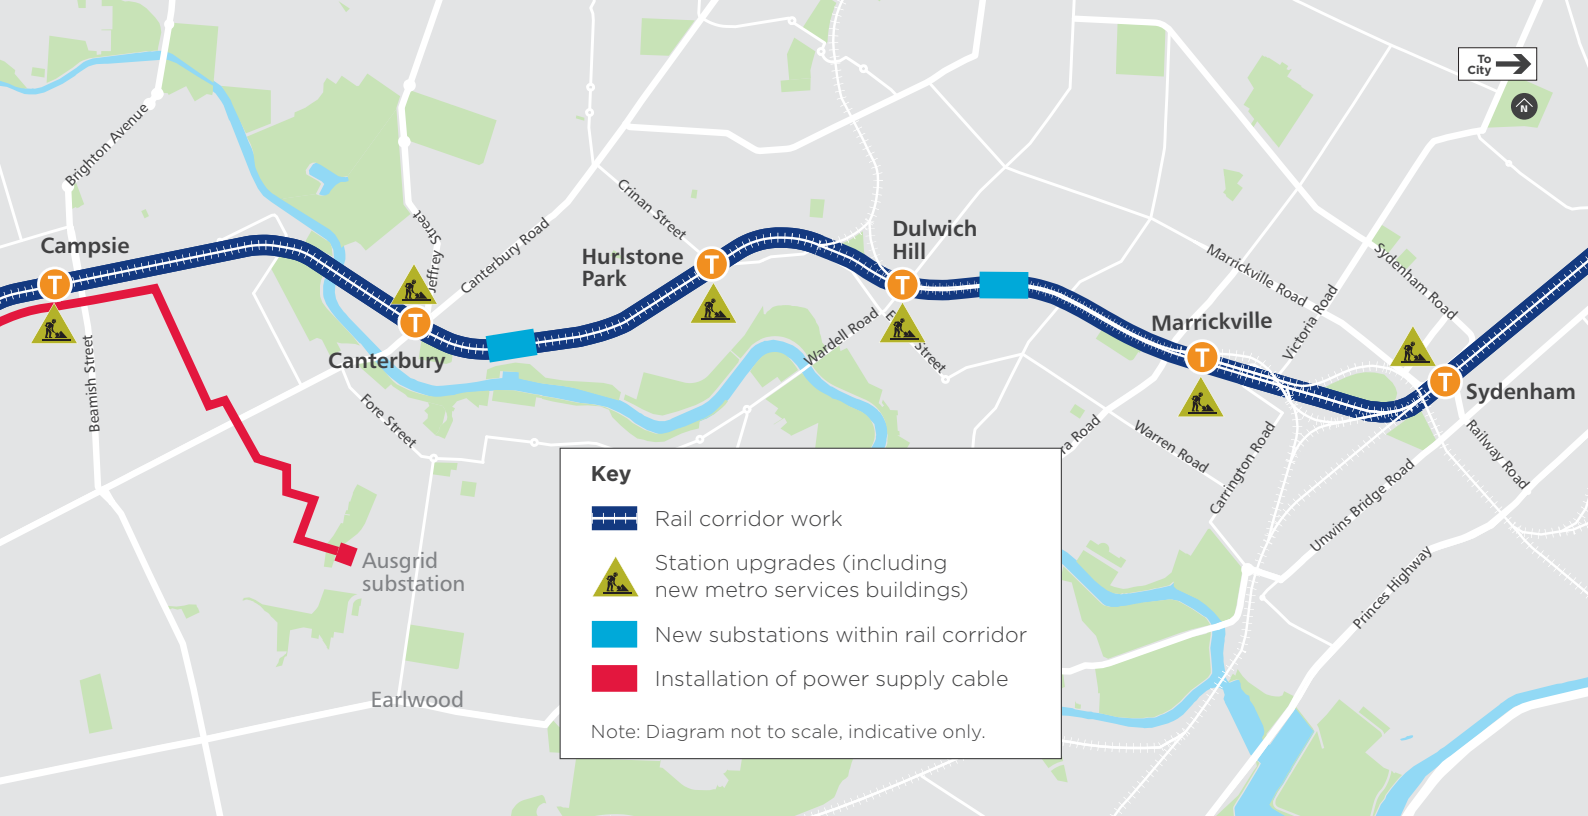 To
City
N
Brighton Avenue
Campsie
T
Beamish Street
Jeffrey Street
Canterbury Road
T
Canterbury
Fore Street
Crinan Street
Hurlstone
Park
T
Dulwich
Hill
T
Wardell Road
Street
Marrickville Road
Victoria Road
Sydenham Road
Marrickville
T
T
Sydenham
Warren Road
Carrington Road
Railway Road
Unwins Bridge Road
Princes Highway
ra Road
Ausgrid
substation
Earlwood
Key
Rail corridor work
Station upgrades (including
new metro services buildings)
New substations within rail corridor
Installation of power supply cable
Note: Diagram not to scale, indicative only.